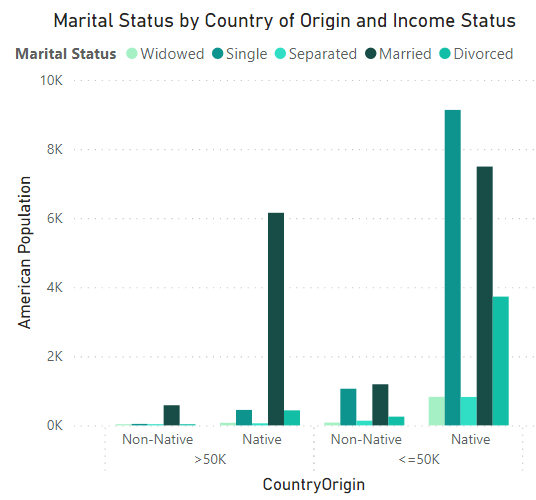 Marital Status by Country of Origin and Income Status
Marital Status Widowed Single Separated Married Divorced
10K
8K
6K
4K
2K
0K
American Population
Non-Native Native Non-Native Native
>50K <=50K
CountryOrigin